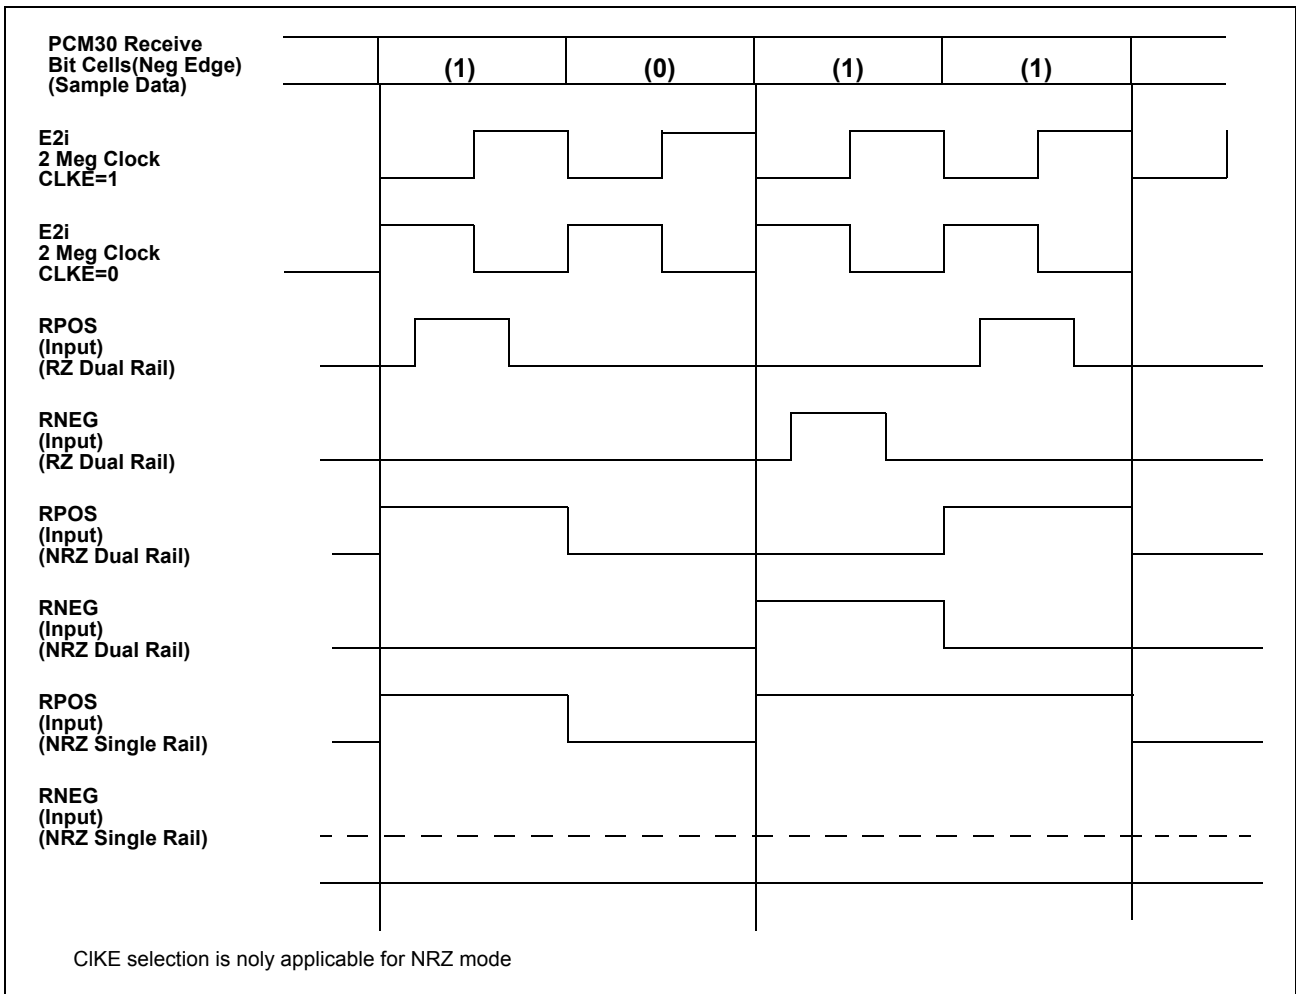 PCM30 Receive
Bit Cells(Neg Edge)
(Sample Data)
(1) (0) (1) (1)
E2i
2 Meg Clock
CLKE=1
E2i
2 Meg Clock
CLKE=0
RPOS
(Input)
(RZ Dual Rail)
RNEG
(Input)
(RZ Dual Rail)
RPOS
(Input)
(NRZ Dual Rail)
RNEG
(Input)
(NRZ Dual Rail)
RPOS
(Input)
(NRZ Single Rail)
RNEG
(Input)
(NRZ Single Rail)
ClKE selection is noly applicable for NRZ mode